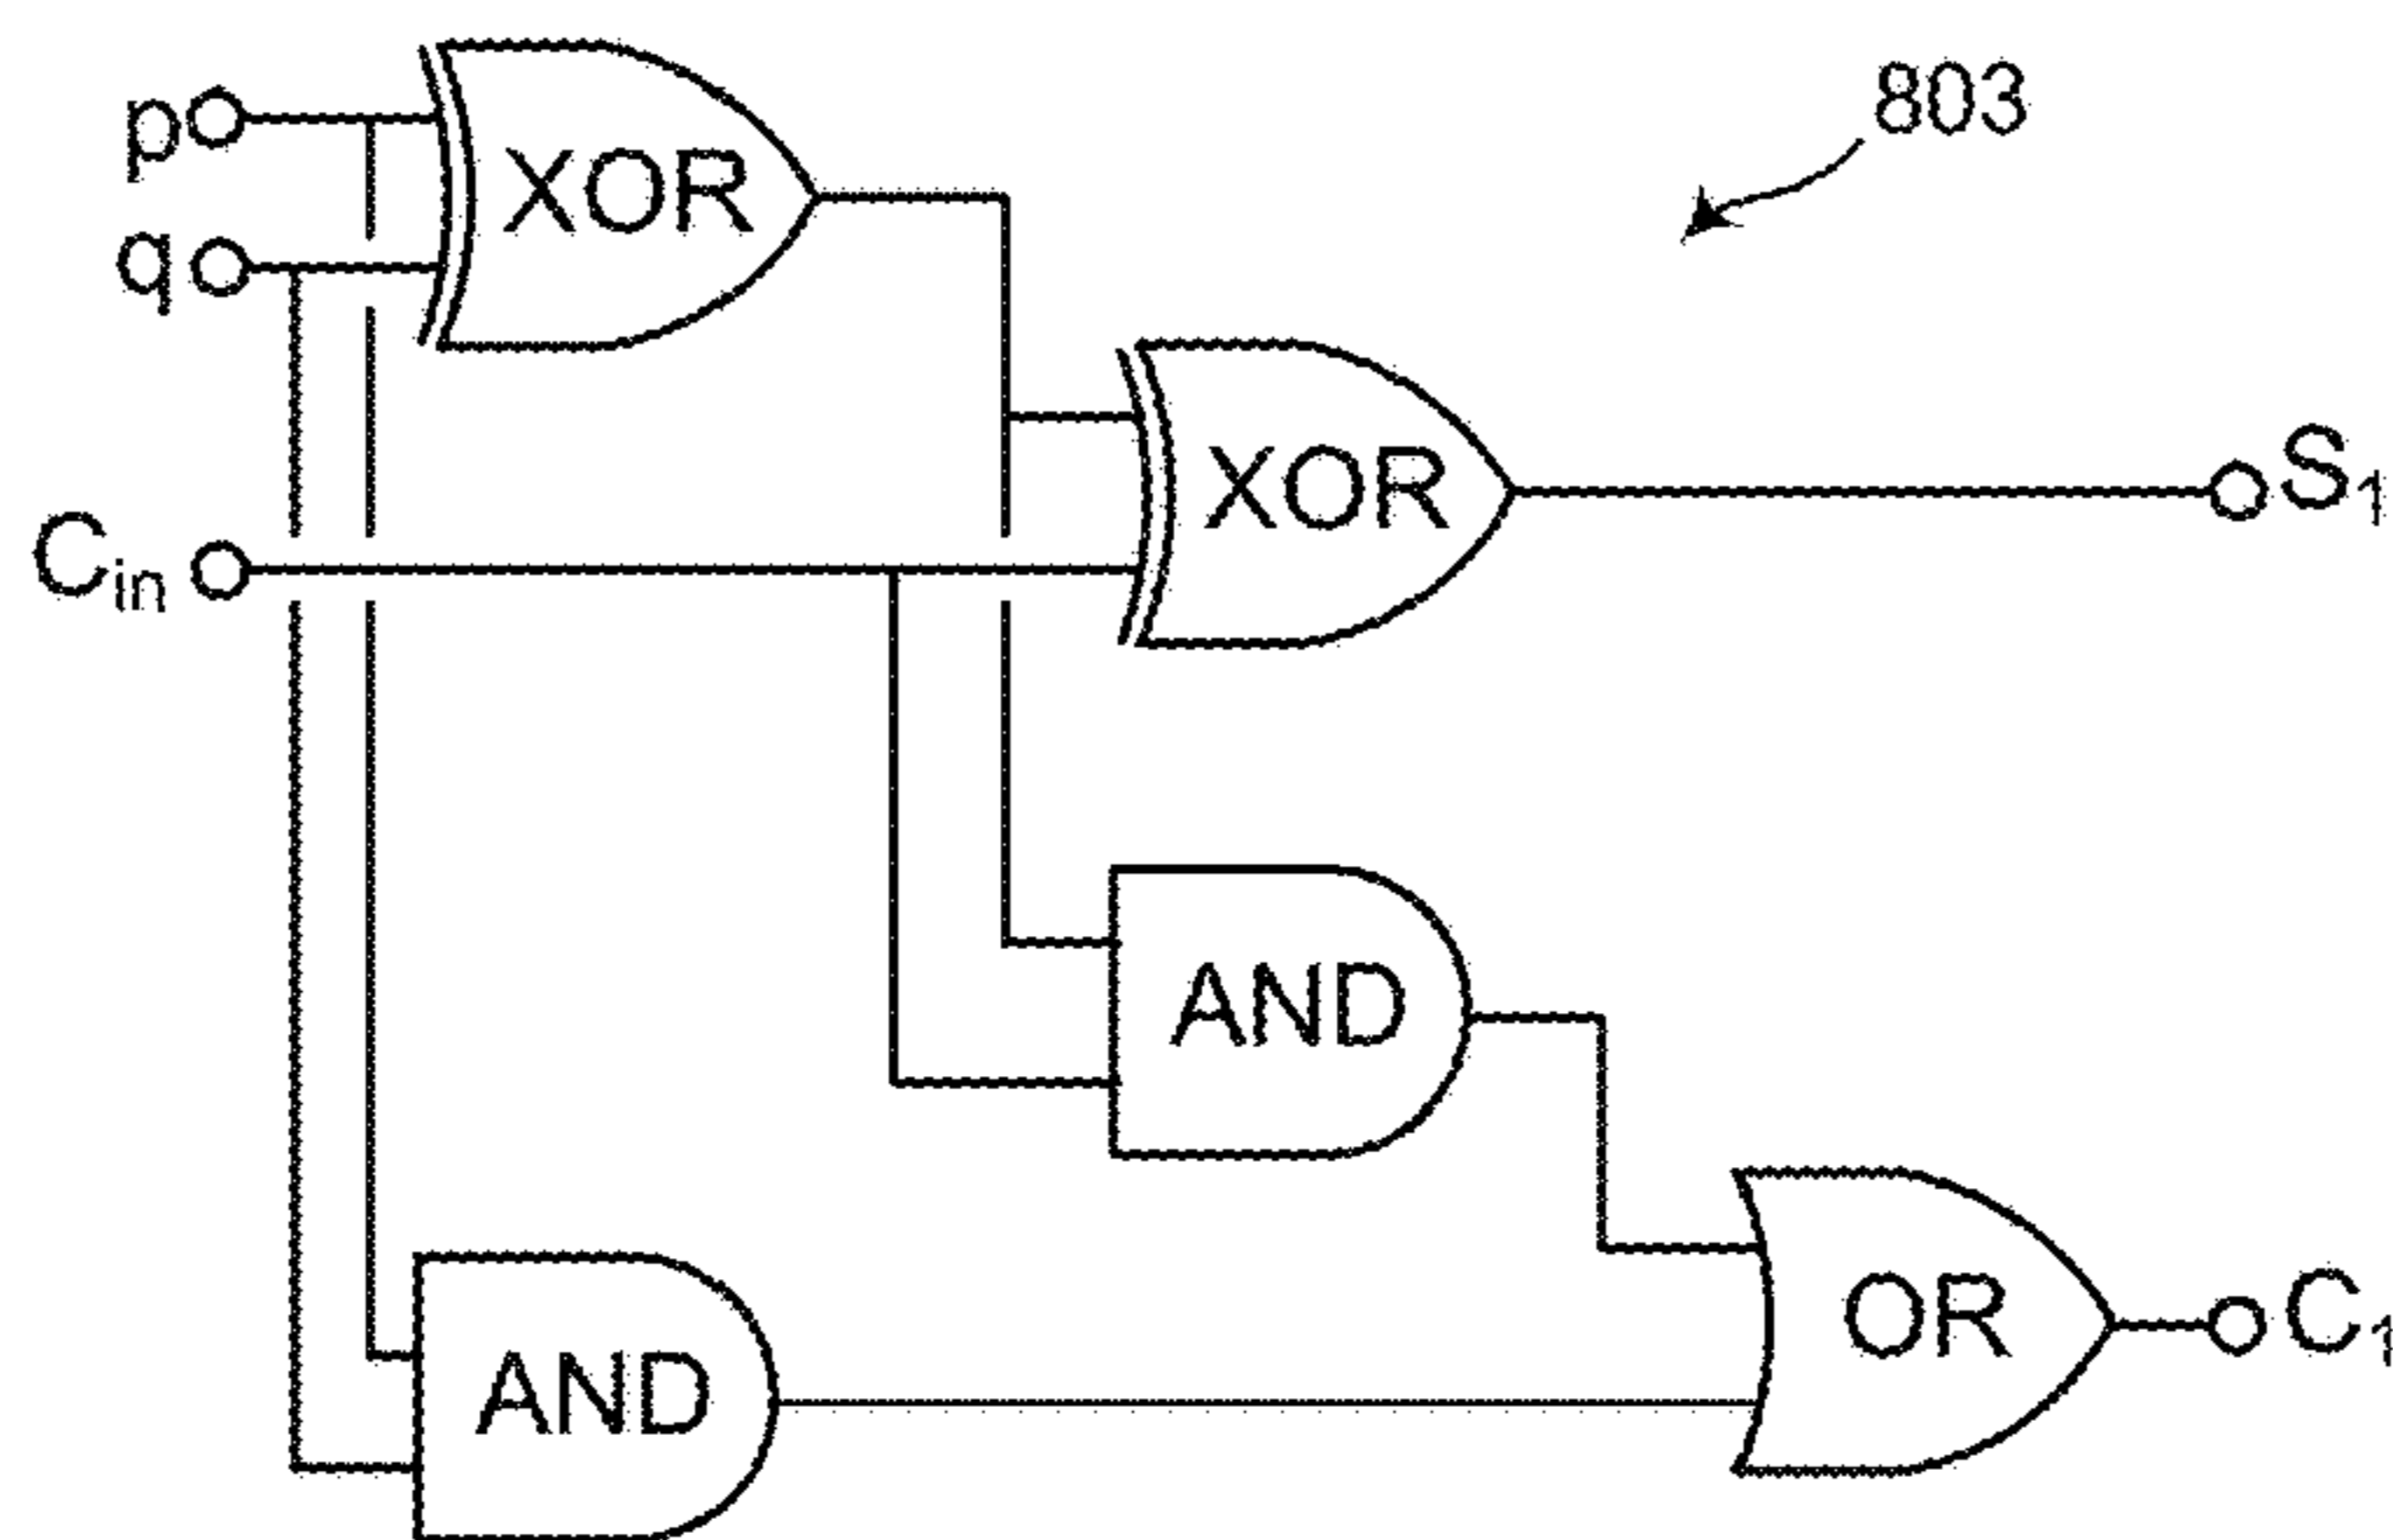 803
p
XOR
q
XOR
S₁
Cᵢₙ
AND
AND
OR
C₁